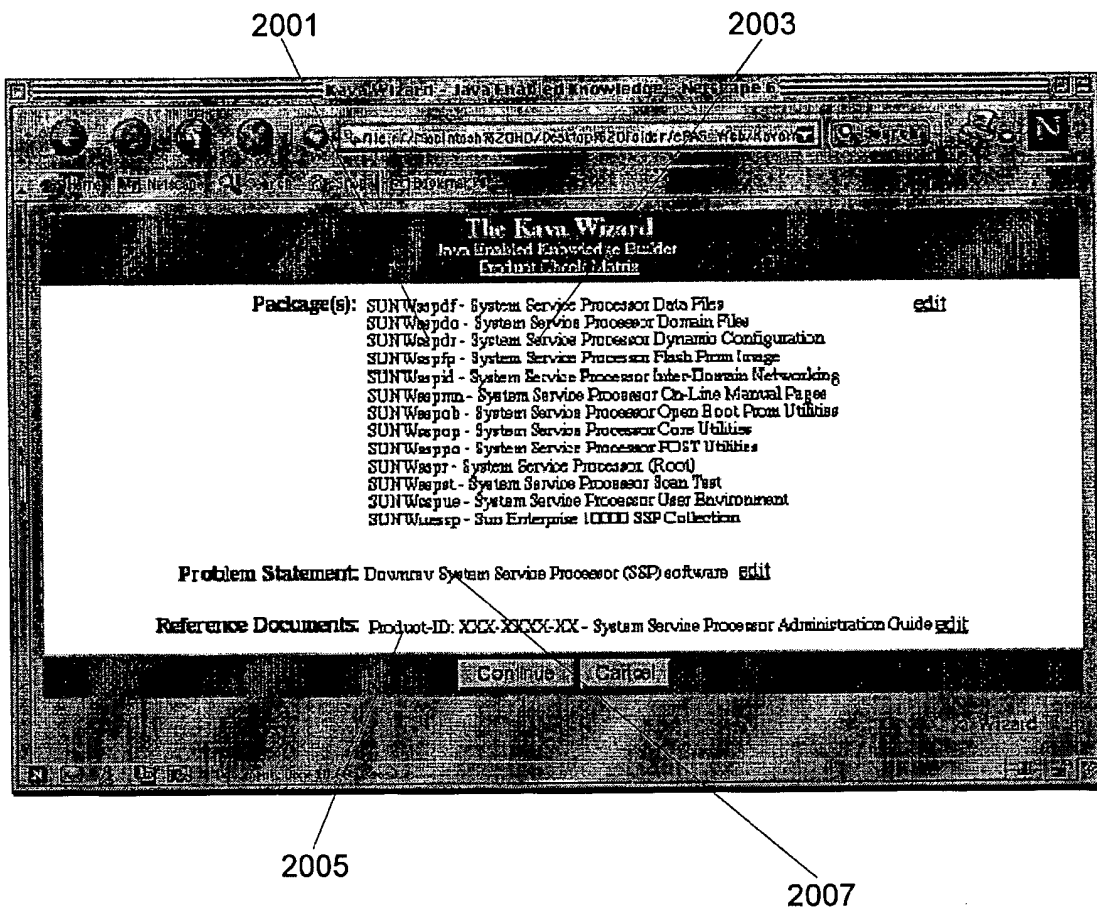 2001
2003
Kava Wizard - Java Enabled Knowledge - Netscape 6
Search
Home My Netscape Search
The Kava Wizard
Java Enabled Knowledge Builder
Product Check Matrix
Package(s): SUNWsspdf - System Service Processor Data Files edit
SUNWsspdo - System Service Processor Domain Files
SUNWsspdr - System Service Processor Dynamic Configuration
SUNWsspfp - System Service Processor Flash Prom Image
SUNWsspid - System Service Processor Inter-Domain Networking
SUNWsspmn - System Service Processor On-Line Manual Pages
SUNWsspob - System Service Processor Open Boot Prom Utilities
SUNWsspop - System Service Processor Core Utilities
SUNWssppo - System Service Processor POST Utilities
SUNWsspr - System Service Processor (Root)
SUNWsspst - System Service Processor Scan Test
SUNWsspue - System Service Processor User Environment
SUNWuessp - Sun Enterprise 10000 SSP Collection
Problem Statement: Downrev System Service Processor (SSP) software edit
Reference Documents: Product-ID: XXX-XXXX-XX - System Service Processor Administration Guide edit
Continue Cancel
Wizard
2005
2007